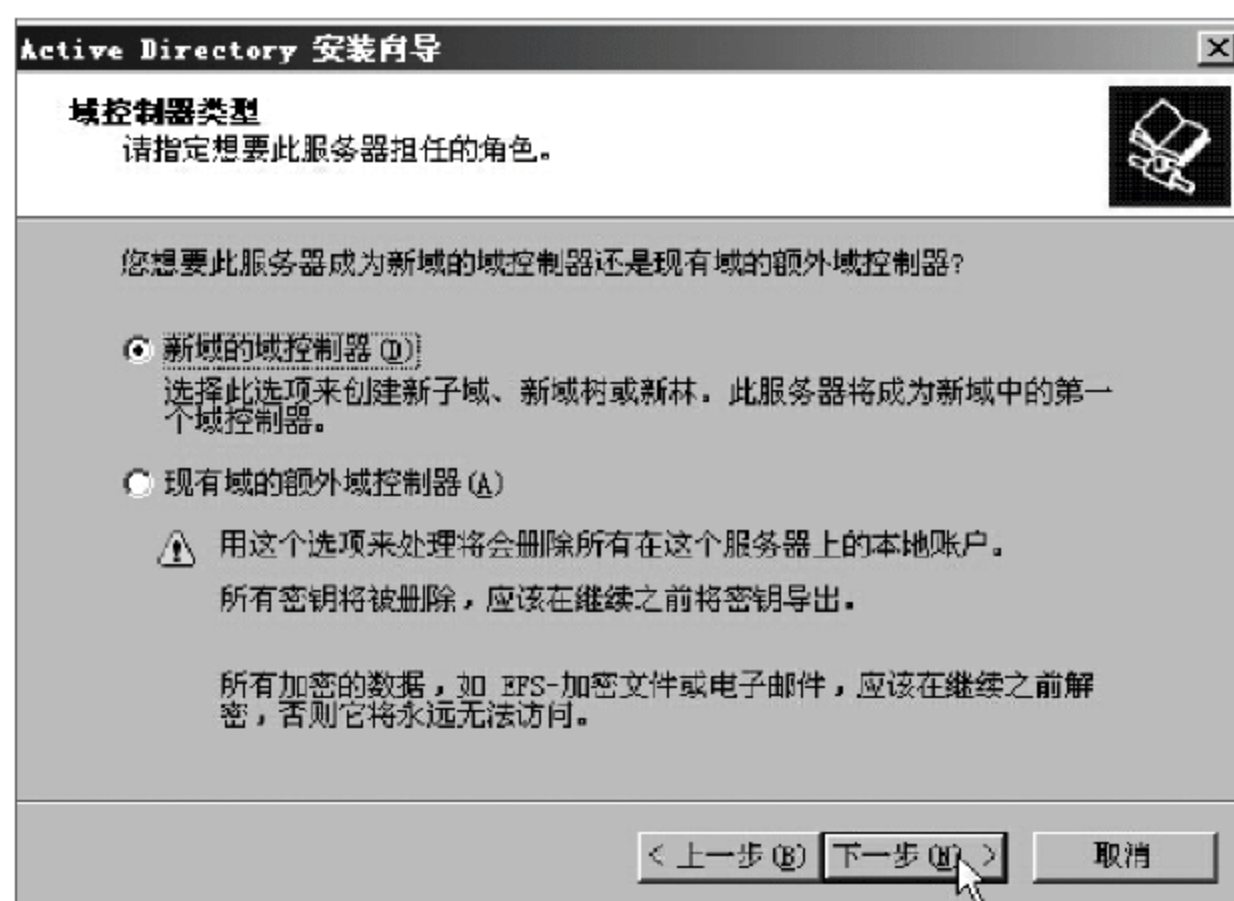 Active Directory 安装向导
域控制器类型
请指定想要此服务器担任的角色。
您想要此服务器成为新域的域控制器还是现有域的额外域控制器?
新域的域控制器(D)
选择此选项来创建新子域、新域树或新林。此服务器将成为新域中的第一
个域控制器。
现有域的额外域控制器(A)
用这个选项来处理将会删除所有在这个服务器上的本地账户。
所有密钥将被删除,应该在继续之前将密钥导出。
所有加密的数据,如 EFS-加密文件或电子邮件,应该在继续之前解
密,否则它将永远无法访问。
< 上一步(B) 下一步(N) > 取消